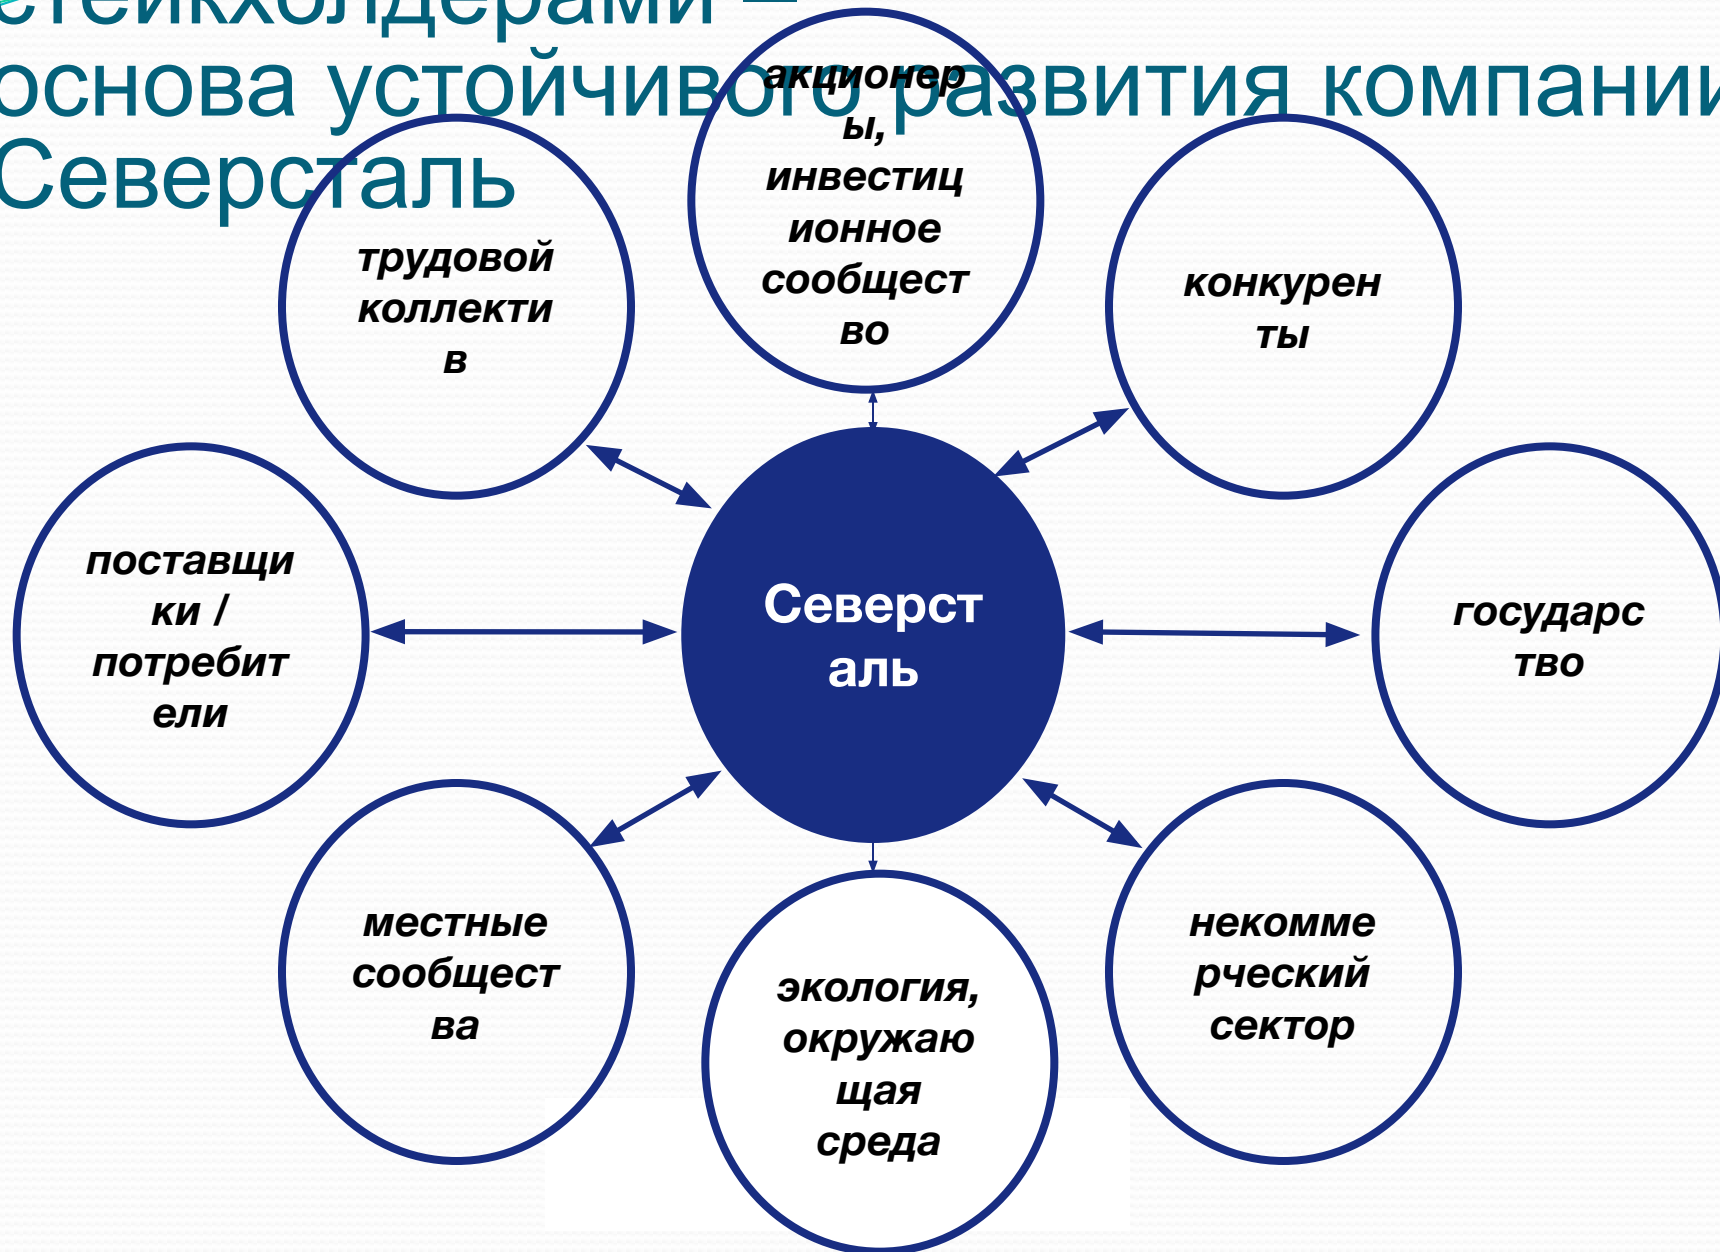 стейкхолдерами –
основа устойчивого развития компании
Северсталь
акционер
ы,
инвестиц
ионное
сообщест
во
трудовой
коллекти
в
конкурен
ты
поставщи
ки /
потребит
ели
Северст
аль
государс
тво
местные
сообщест
ва
экология,
окружаю
щая
среда
некомме
рческий
сектор